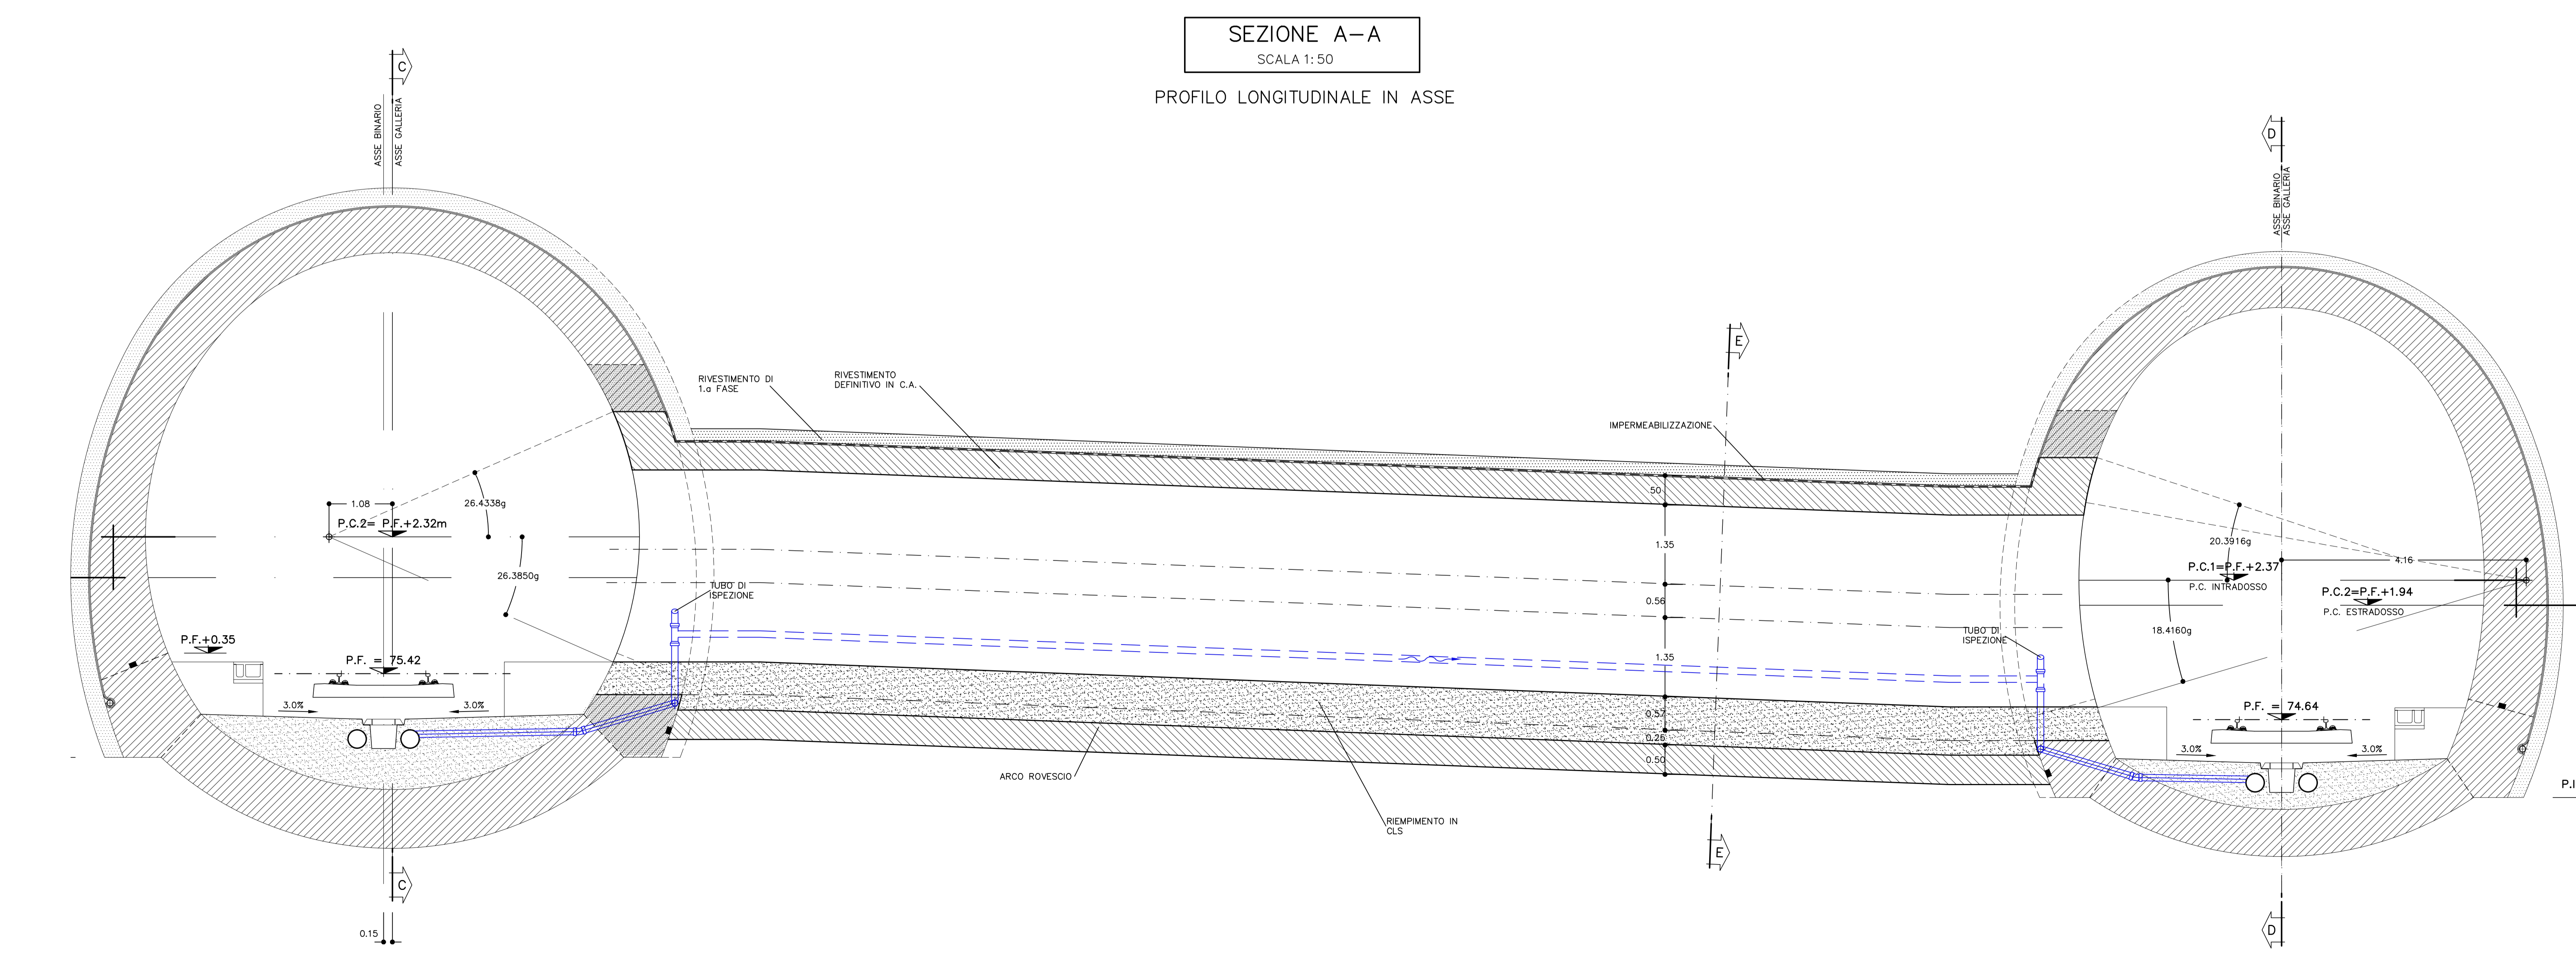 SEZIONE A-A
SCALA 1:50
PROFILO LONGITUDINALE IN ASSE
C
ASSE BINARIO
ASSE GALLERIA
D
ASSE BINARIO
ASSE GALLERIA
E
RIVESTIMENTO DI
1.a FASE
RIVESTIMENTO
DEFINITIVO IN C.A.
IMPERMEABILIZZAZIONE
1.08
26.4338g
P.C.2= P.F.+2.32m
26.3850g
TUBO DI
ISPEZIONE
P.F.+0.35
P.F. = 75.42
3.0%
3.0%
50
1.35
0.56
1.35
0.57
0.26
0.50
20.3916g
4.16
P.C.1=P.F.+2.37
P.C. INTRADOSSO
P.C.2=P.F.+1.94
P.C. ESTRADOSSO
TUBO DI
ISPEZIONE
18.4160g
P.F. = 74.64
3.0%
3.0%
ARCO ROVESCIO
RIEMPIMENTO IN
CLS
P.I
E
C
D
0.15